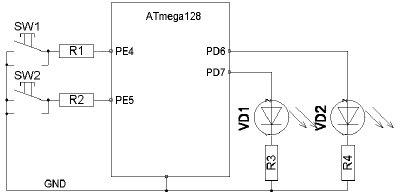 ATmega128
SW1
R1
PE4
PD6
SW2
PD7
R2
PE5
VD1
VD2
R3
R4
GND